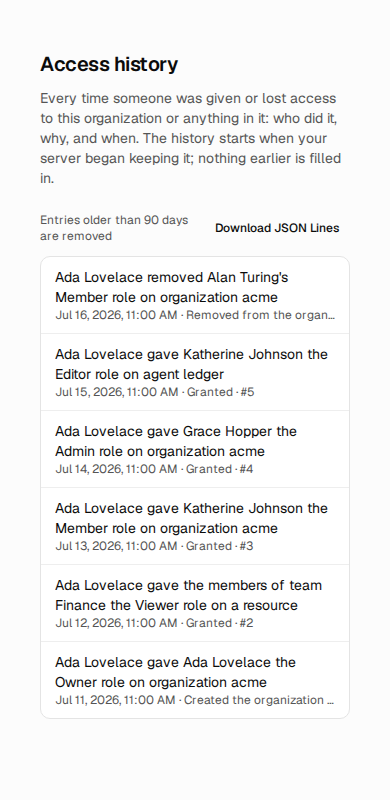 Access history
Every time someone was given or lost access
to this organization or anything in it: who did it,
why, and when. The history starts when your
server began keeping it; nothing earlier is filled
in.
Entries older than 90 days
are removed
Download JSON Lines
Ada Lovelace removed Alan Turing's
Member role on organization acme
Jul 16, 2026, 11:00 AM · Removed from the organ…
Ada Lovelace gave Katherine Johnson the
Editor role on agent ledger
Jul 15, 2026, 11:00 AM · Granted · #5
Ada Lovelace gave Grace Hopper the
Admin role on organization acme
Jul 14, 2026, 11:00 AM · Granted · #4
Ada Lovelace gave Katherine Johnson the
Member role on organization acme
Jul 13, 2026, 11:00 AM · Granted · #3
Ada Lovelace gave the members of team
Finance the Viewer role on a resource
Jul 12, 2026, 11:00 AM · Granted · #2
Ada Lovelace gave Ada Lovelace the
Owner role on organization acme
Jul 11, 2026, 11:00 AM · Created the organization …